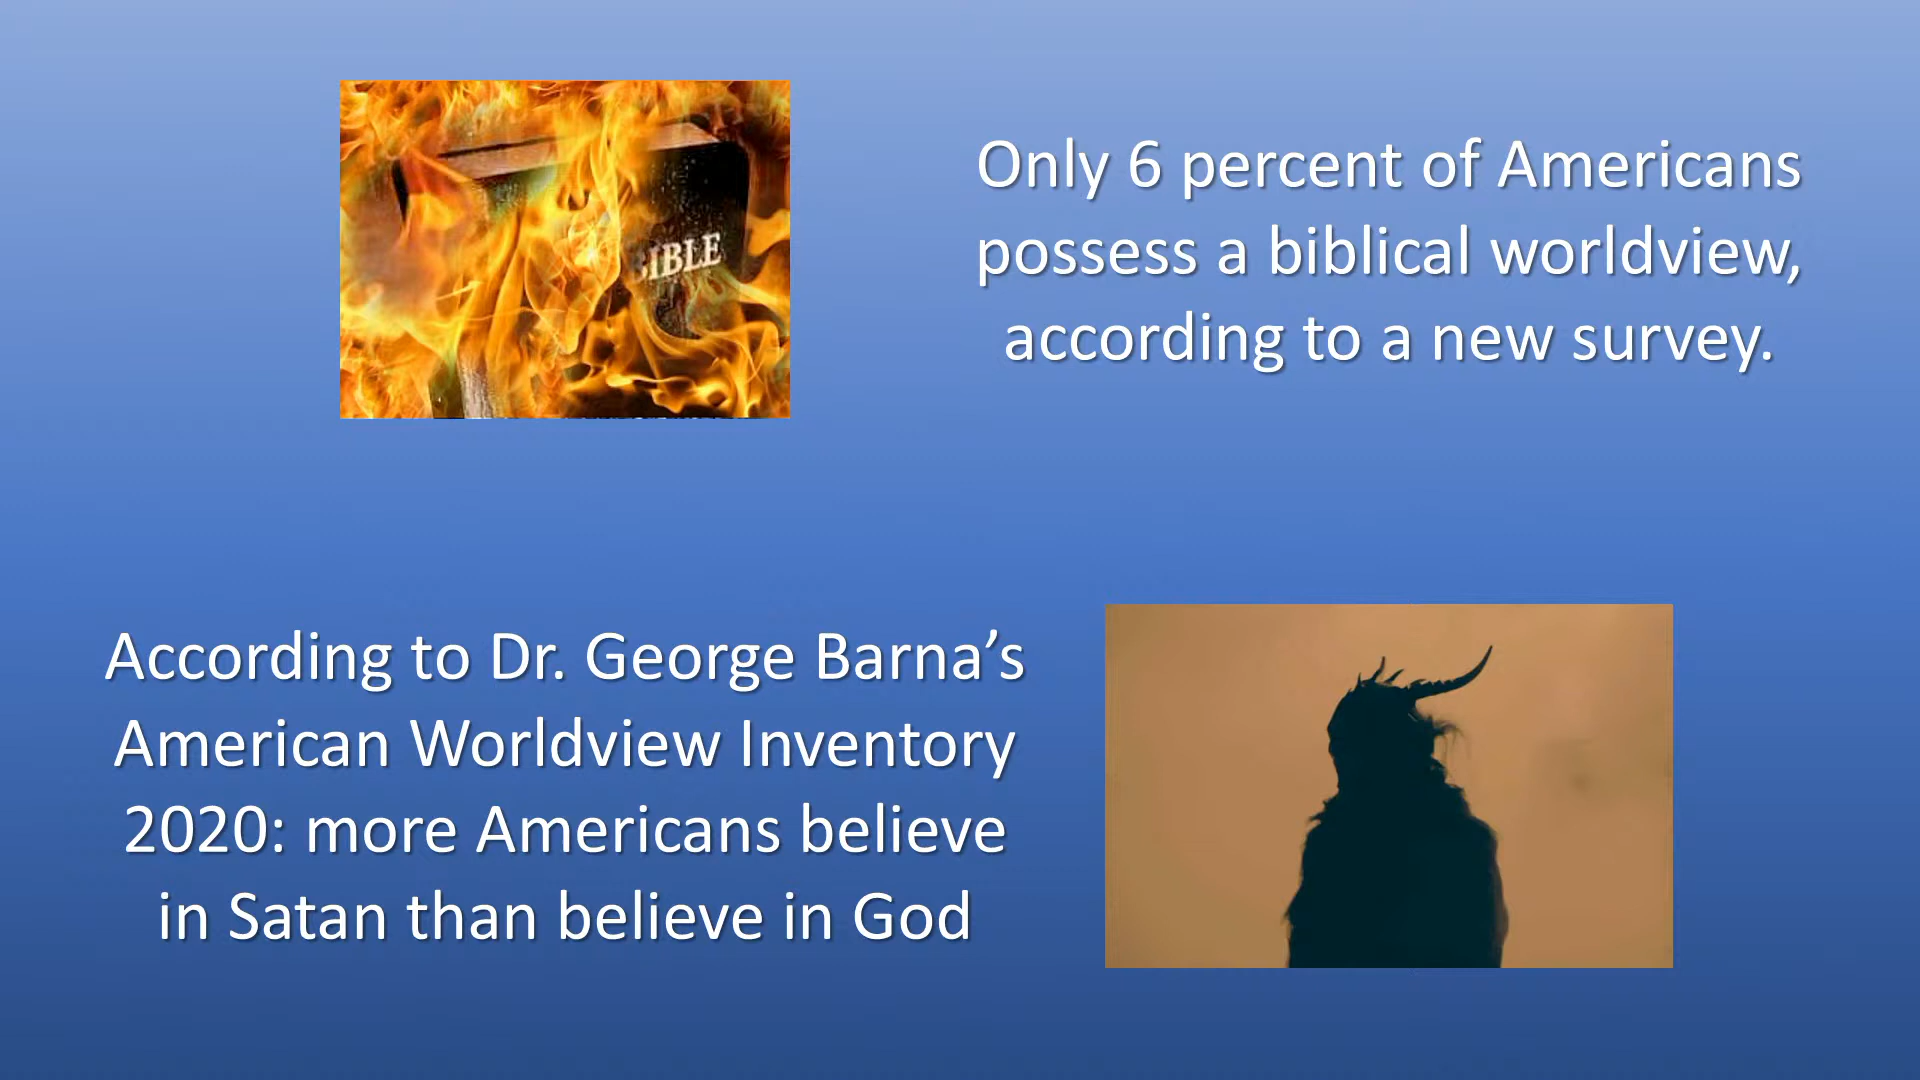 BIBLE
Only 6 percent of Americans
possess a biblical worldview,
according to a new survey.
According to Dr. George Barna’s
American Worldview Inventory
2020: more Americans believe
in Satan than believe in God